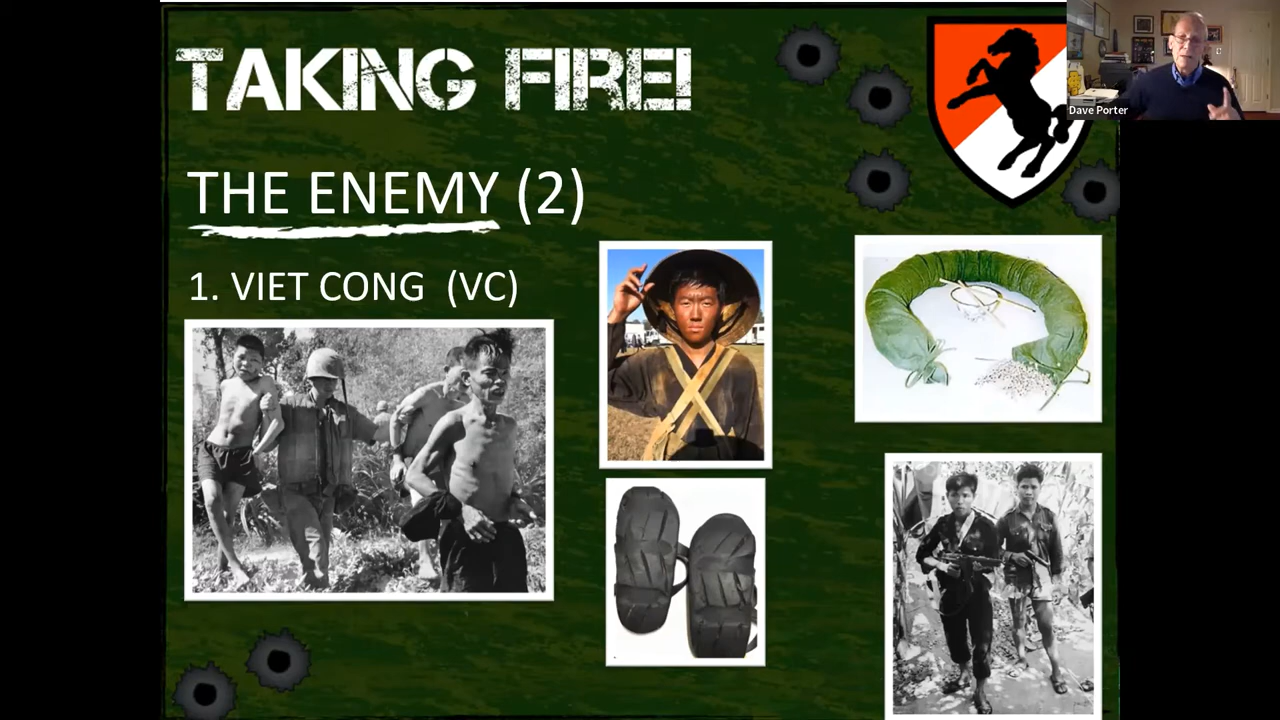 TAKING FIRE!
Dave Porter
THE ENEMY (2)
1. VIET CONG (VC)